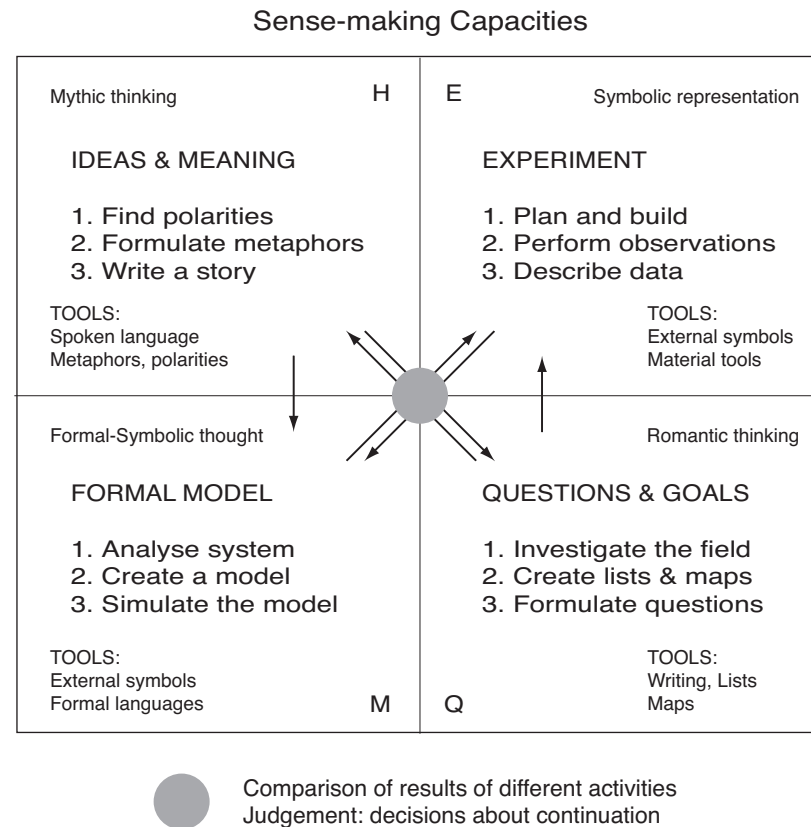 Sense-making Capacities
Mythic thinking
H
IDEAS & MEANING
1. Find polarities
2. Formulate metaphors
3. Write a story
TOOLS:
Spoken language
Metaphors, polarities
E
Symbolic representation
EXPERIMENT
1. Plan and build
2. Perform observations
3. Describe data
TOOLS:
External symbols
Material tools
Formal-Symbolic thought
FORMAL MODEL
1. Analyse system
2. Create a model
3. Simulate the model
TOOLS:
External symbols
Formal languages
M
Romantic thinking
QUESTIONS & GOALS
1. Investigate the field
2. Create lists & maps
3. Formulate questions
TOOLS:
Writing, Lists
Maps
Q
Comparison of results of different activities
Judgement: decisions about continuation